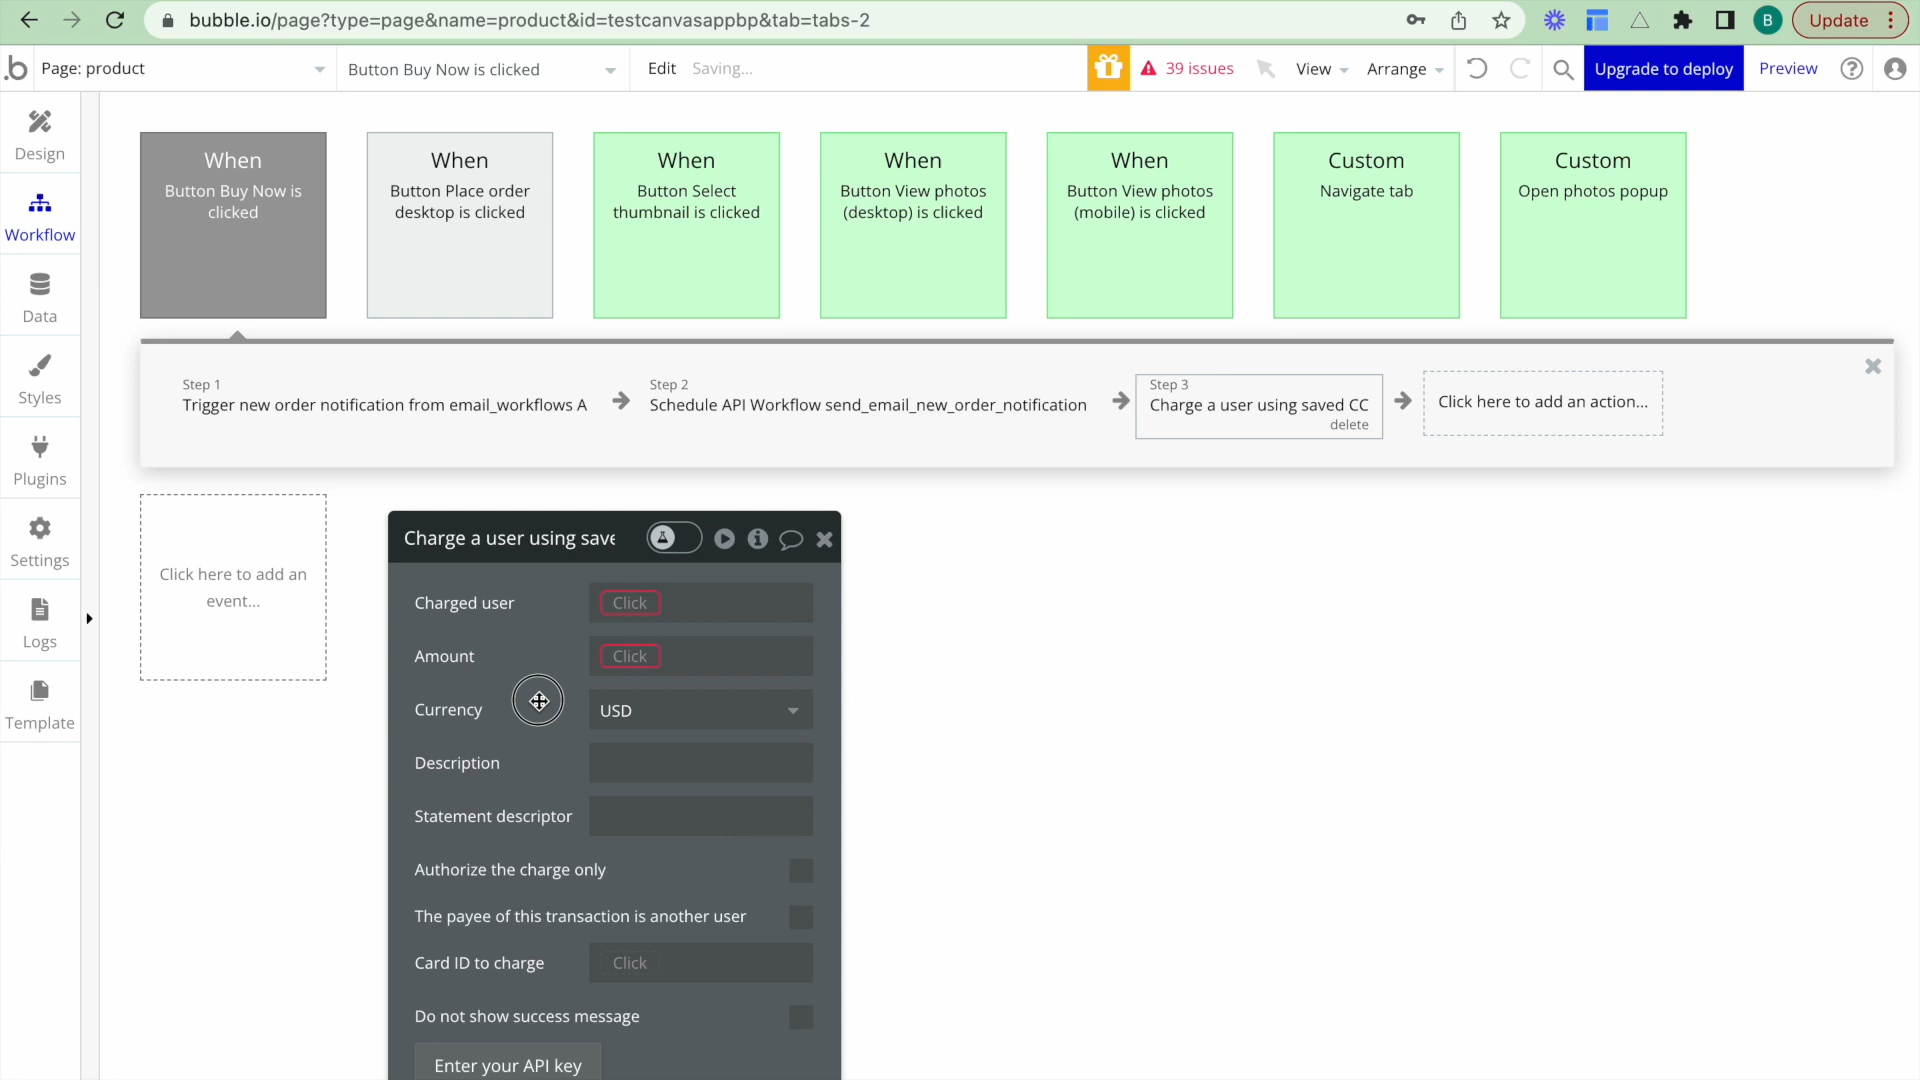 bubble.io/page?type=page&name=product&id=testcanvasappbp&tab=tabs-2
B
Update
b
Page: product
Button Buy Now is clicked
Edit
Saving...
39 issues
View
Arrange
Upgrade to deploy
Preview
Design
Workflow
Data
Styles
Plugins
Settings
Logs
Template
When
Button Buy Now is
clicked
When
Button Place order
desktop is clicked
When
Button Select
thumbnail is clicked
When
Button View photos
(desktop) is clicked
When
Button View photos
(mobile) is clicked
Custom
Navigate tab
Custom
Open photos popup
Step 1
Trigger new order notification from email_workflows A
Step 2
Schedule API Workflow send_email_new_order_notification
Step 3
Charge a user using saved CC
delete
Click here to add an action...
Click here to add an
event...
Charge a user using save
Charged user
Click
Amount
Click
Currency
USD
Description
Statement descriptor
Authorize the charge only
The payee of this transaction is another user
Card ID to charge
Click
Do not show success message
Enter your API key